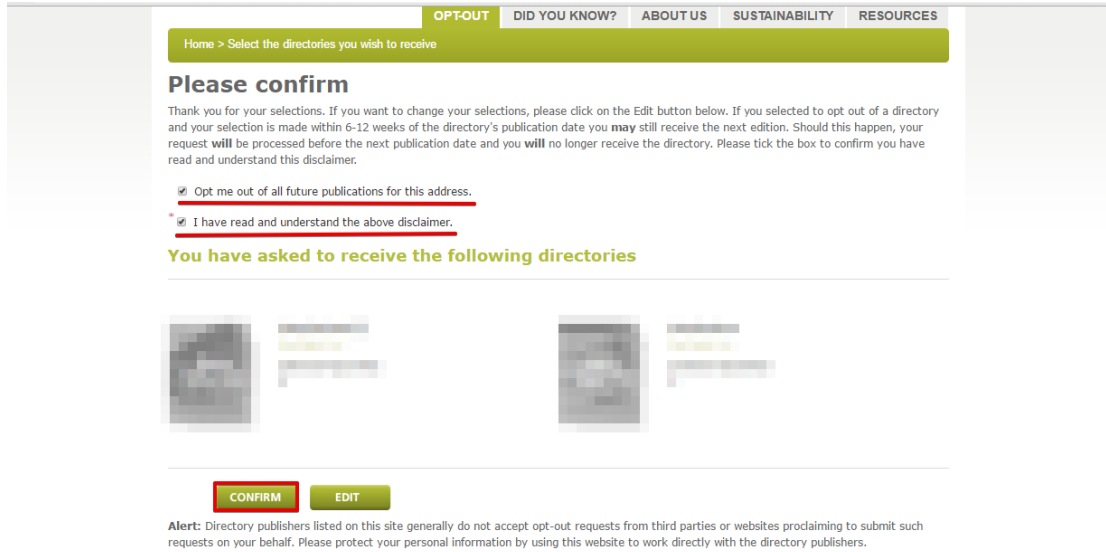 OPT-OUT DID YOU KNOW? ABOUT US SUSTAINABILITY RESOURCES
Home > Select the directories you wish to receive
Please confirm
Thank you for your selections. If you want to change your selections, please click on the Edit button below. If you selected to opt out of a directory
and your selection is made within 6-12 weeks of the directory's publication date you may still receive the next edition. Should this happen, your
request will be processed before the next publication date and you will no longer receive the directory. Please tick the box to confirm you have
read and understand this disclaimer.
Opt me out of all future publications for this address.
* I have read and understand the above disclaimer.
You have asked to receive the following directories
CONFIRM EDIT
Alert: Directory publishers listed on this site generally do not accept opt-out requests from third parties or websites proclaiming to submit such
requests on your behalf. Please protect your personal information by using this website to work directly with the directory publishers.